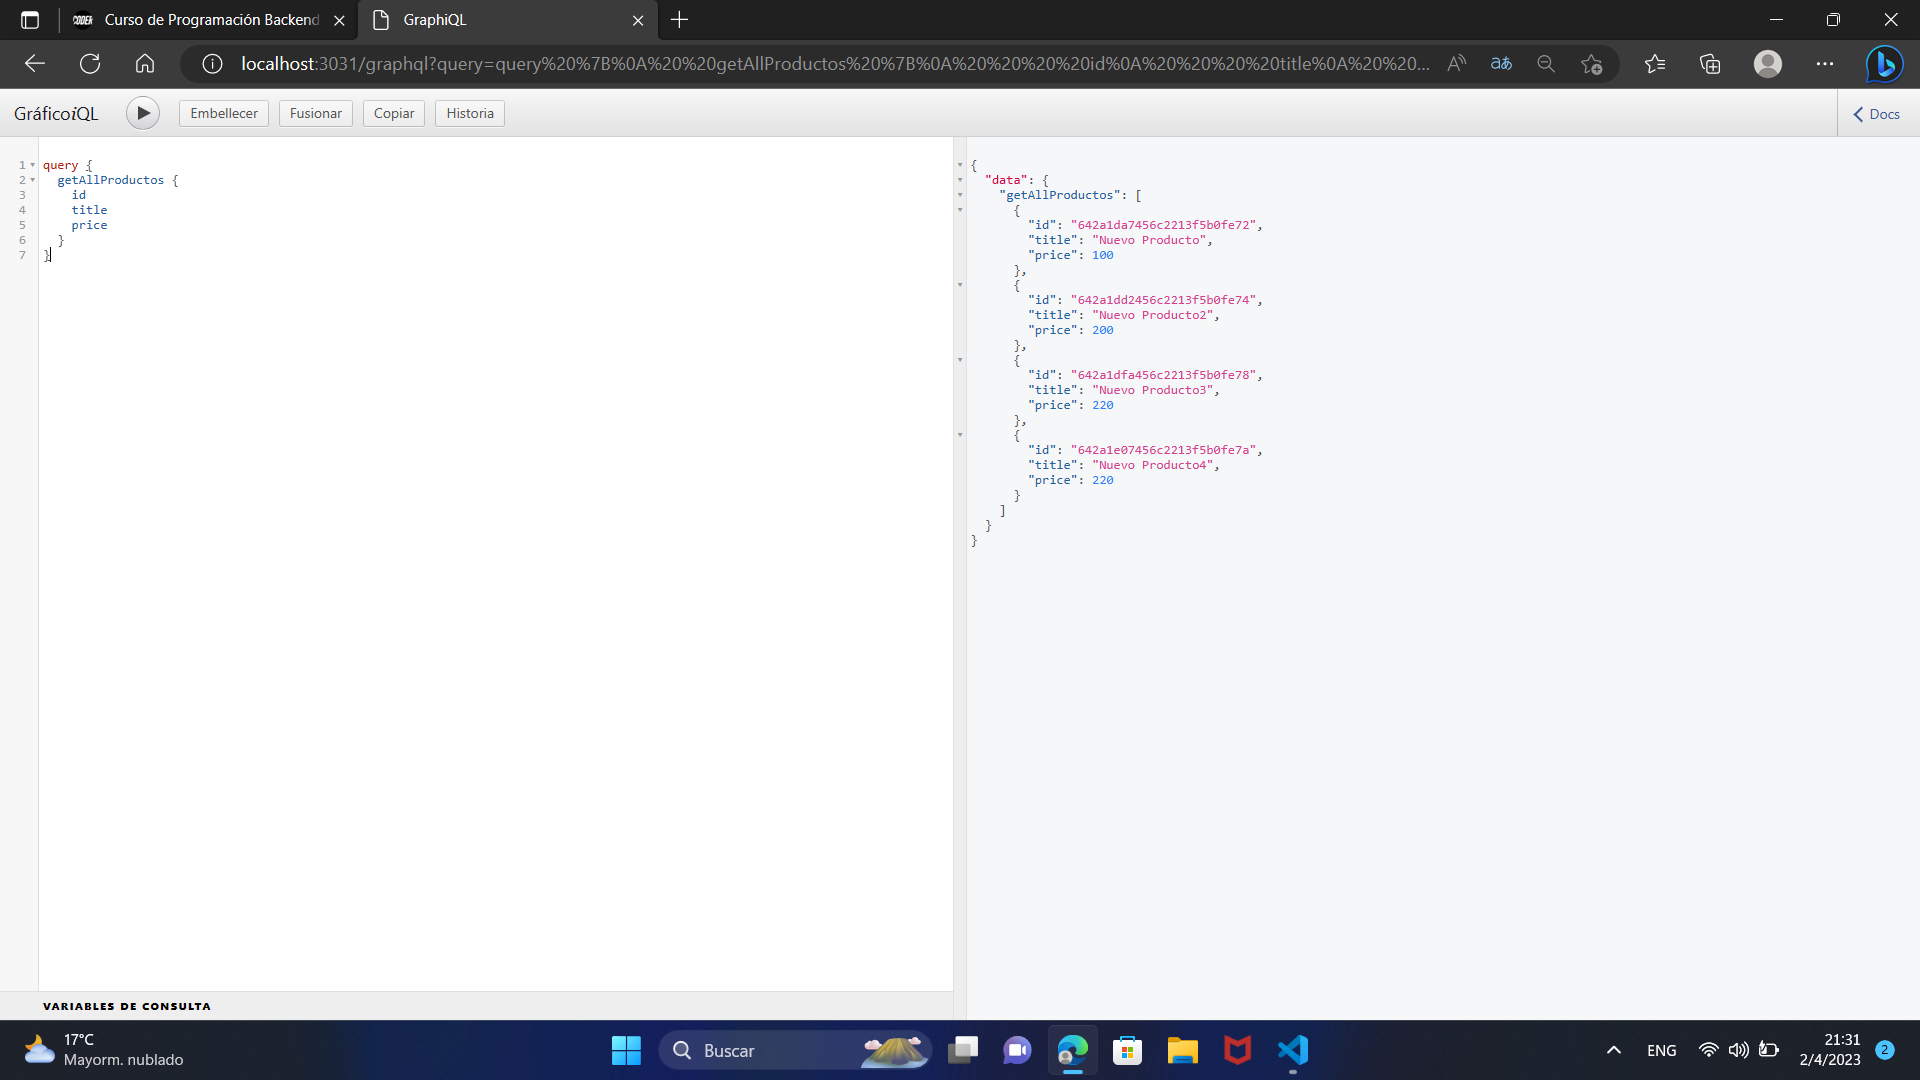 CODER Curso de Programación Backend
GraphiQL
localhost:3031/graphql?query=query%20%7B%0A%20%20getAllProductos%20%7B%0A%20%20%20%20id%0A%20%20%20%20title%0A%20%20...
GráficoiQL
Embellecer
Fusionar
Copiar
Historia
Docs
1 query {
2 getAllProductos {
3 id
4 title
5 price
6 }
7 }
{
"data": {
"getAllProductos": [
{
"id": "642a1da7456c2213f5b0fe72",
"title": "Nuevo Producto",
"price": 100
},
{
"id": "642a1dd2456c2213f5b0fe74",
"title": "Nuevo Producto2",
"price": 200
},
{
"id": "642a1dfa456c2213f5b0fe78",
"title": "Nuevo Producto3",
"price": 220
},
{
"id": "642a1e07456c2213f5b0fe7a",
"title": "Nuevo Producto4",
"price": 220
}
]
}
}
VARIABLES DE CONSULTA
17°C
Mayorm. nublado
Buscar
ENG
21:31
2/4/2023
2